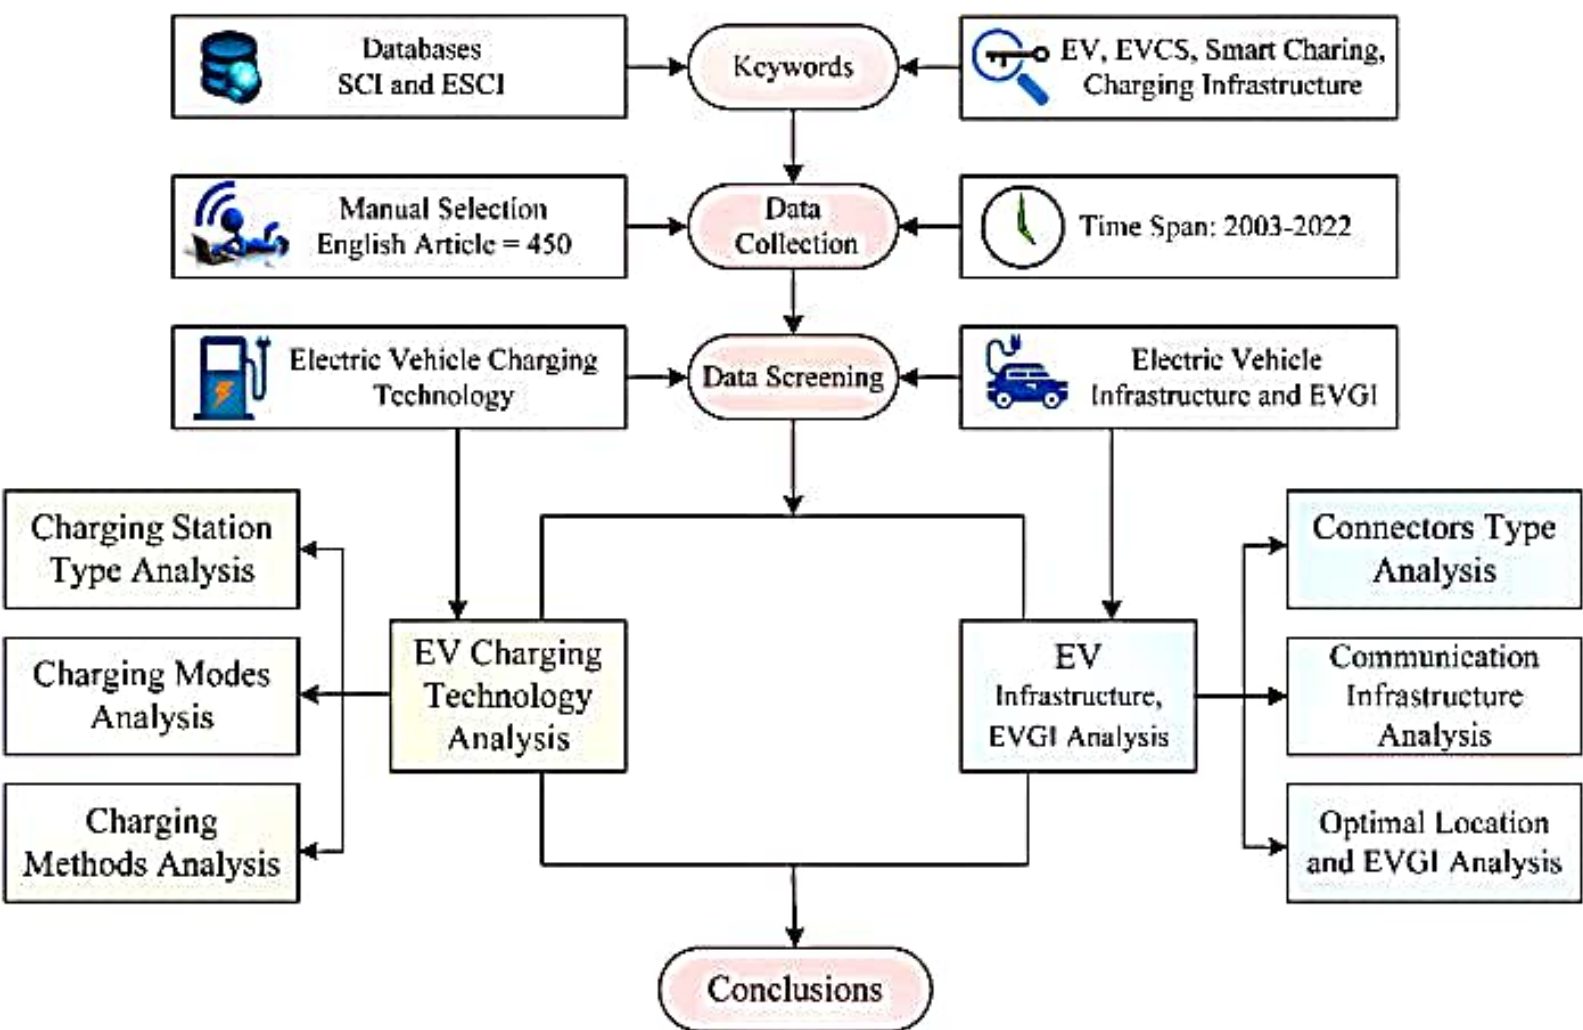 Databases
SCI and ESCI
Keywords
EV, EVCS, Smart Charing,
Charging Infrastructure
Manual Selection
English Article = 450
Data
Collection
Time Span: 2003-2022
Electric Vehicle Charging
Technology
Data Screening
Electric Vehicle
Infrastructure and EVGI
Charging Station
Type Analysis
Charging Modes
Analysis
Charging
Methods Analysis
EV Charging
Technology
Analysis
EV
Infrastructure,
EVGI Analysis
Connectors Type
Analysis
Communication
Infrastructure
Analysis
Optimal Location
and EVGI Analysis
Conclusions